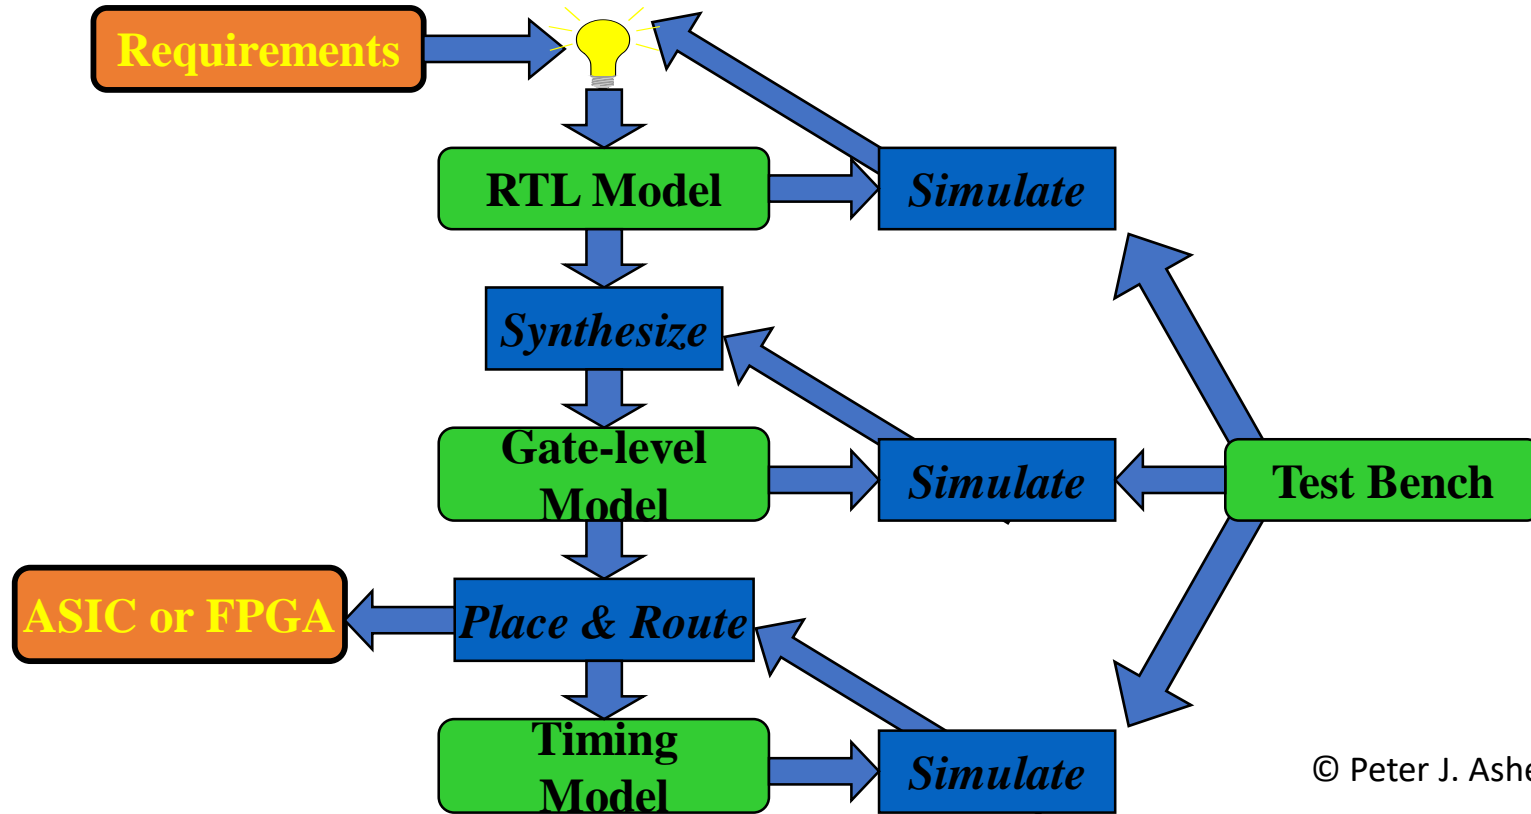 Requirements
RTL Model
Simulate
Synthesize
Gate-level
Model
Simulate
Test Bench
ASIC or FPGA
Place & Route
Timing
Model
Simulate
© Peter J. Ashe